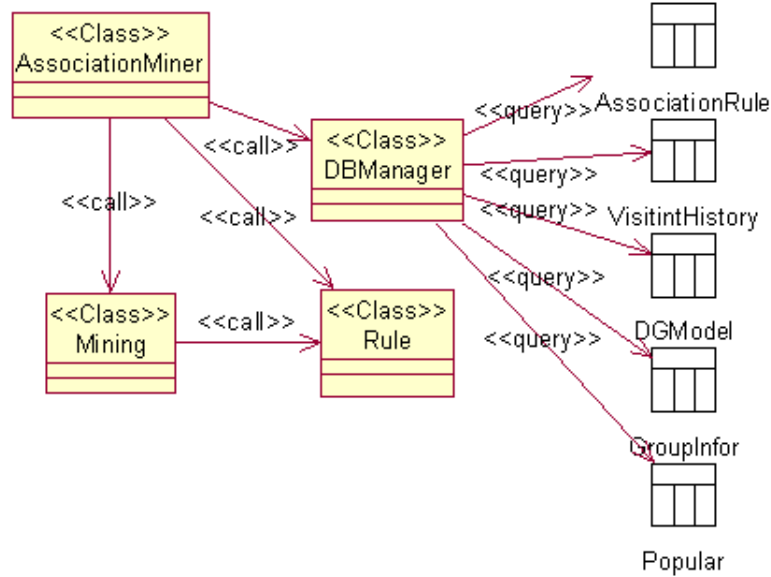 <<Class>>
AssociationMiner
<<call>>
<<Class>>
DBManager
<<query>>
AssociationRule
<<query>>
VisitintHistory
<<query>>
DGModel
<<query>>
GroupInfor
<<query>>
Popular
<<call>>
<<call>>
<<Class>>
Mining
<<call>>
<<Class>>
Rule